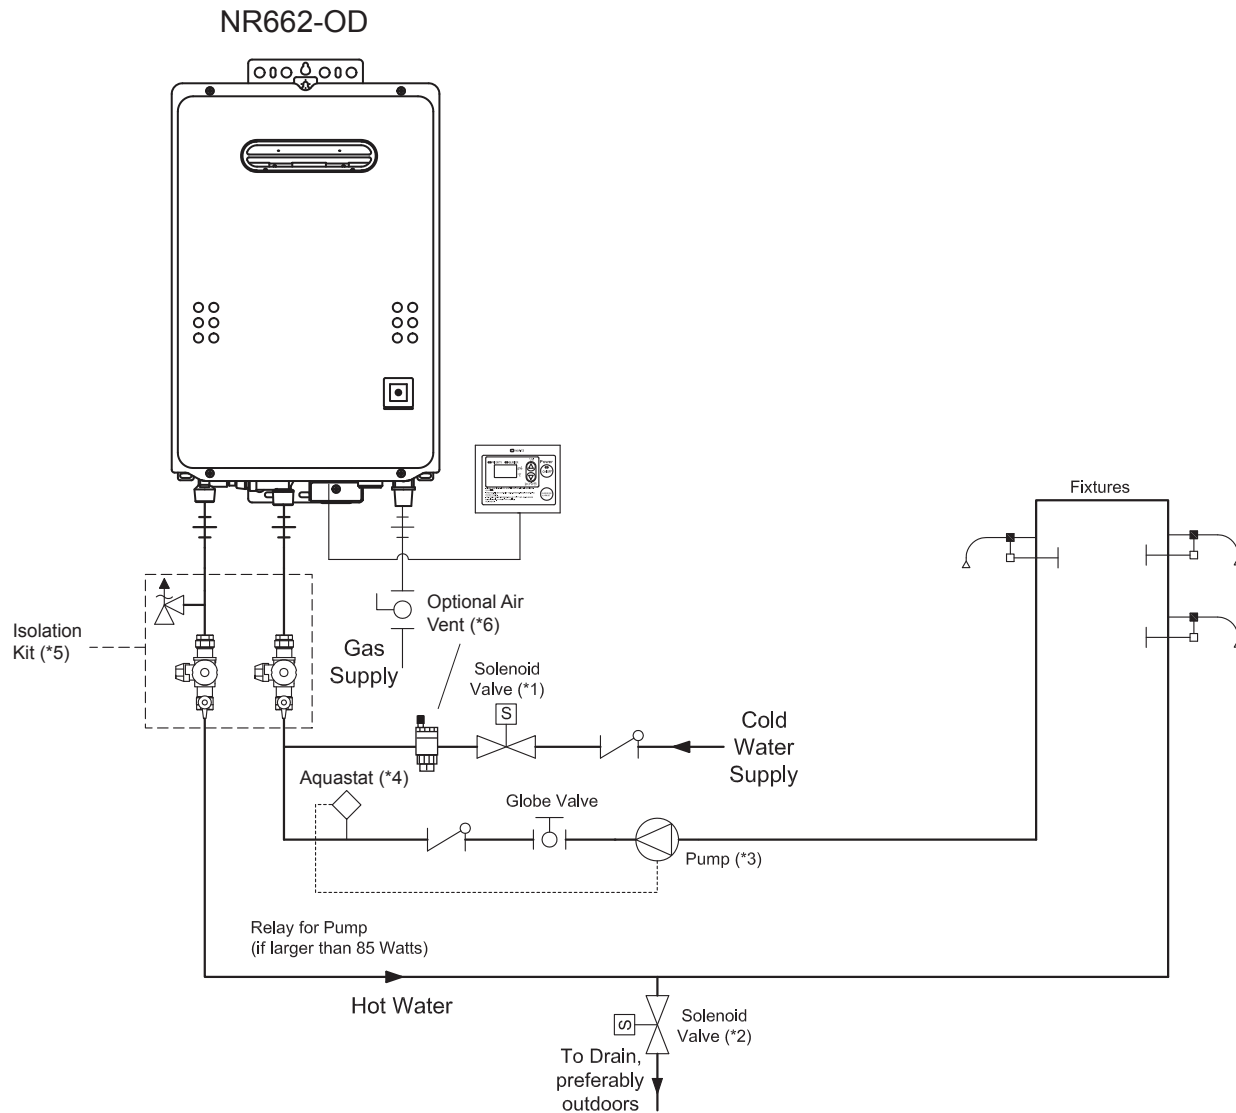 NR662-OD
Fixtures
Optional Air
Vent (*6)
Isolation
Kit (*5)
Gas
Supply
Solenoid
Valve (*1)
S
Cold
Water
Supply
Aquastat (*4)
Globe Valve
Pump (*3)
Relay for Pump
(if larger than 85 Watts)
Hot Water
S
Solenoid
Valve (*2)
To Drain,
preferably
outdoors